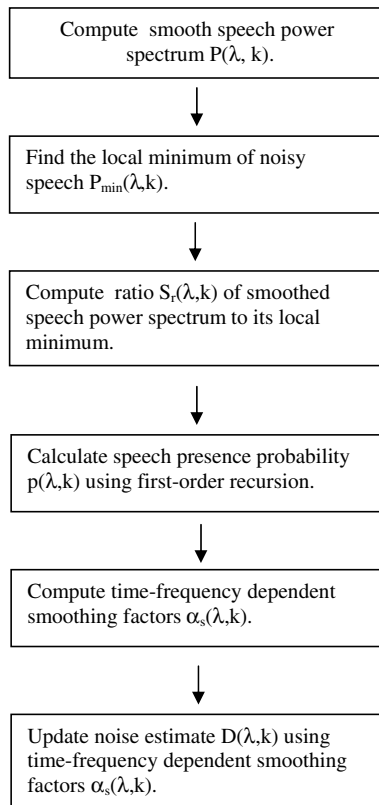 Compute smooth speech power
spectrum P(λ, k).
Find the local minimum of noisy
speech Pmin(λ,k).
Compute ratio Sr(λ,k) of smoothed
speech power spectrum to its local
minimum.
Calculate speech presence probability
p(λ,k) using first-order recursion.
Compute time-frequency dependent
smoothing factors αs(λ,k).
Update noise estimate D(λ,k) using
time-frequency dependent smoothing
factors αs(λ,k).